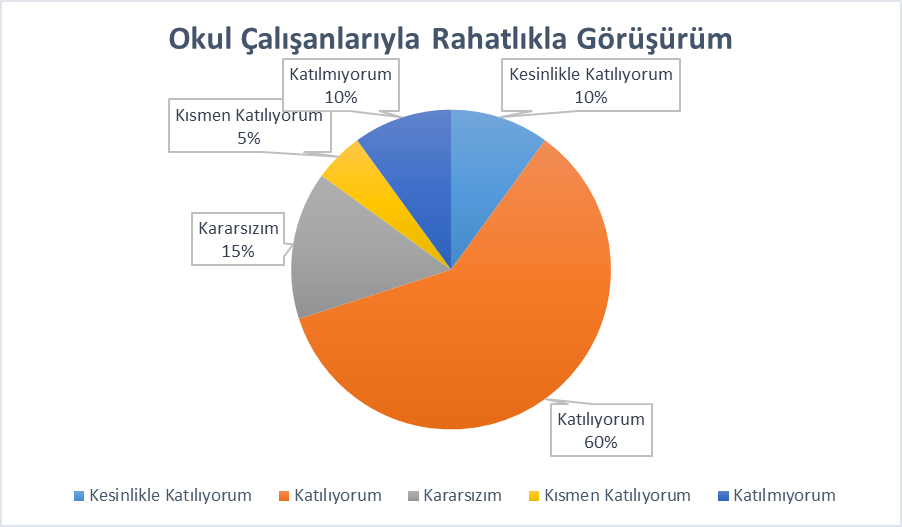 Okul Çalışanlarıyla Rahatlıkla Görüşürüm
Katılmıyorum
10%
Kesinlikle Katılıyorum
10%
Kısmen Katılıyorum
5%
Kararsızım
15%
Katılıyorum
60%
Kesinlikle Katılıyorum
Katılıyorum
Kararsızım
Kısmen Katılıyorum
Katılmıyorum